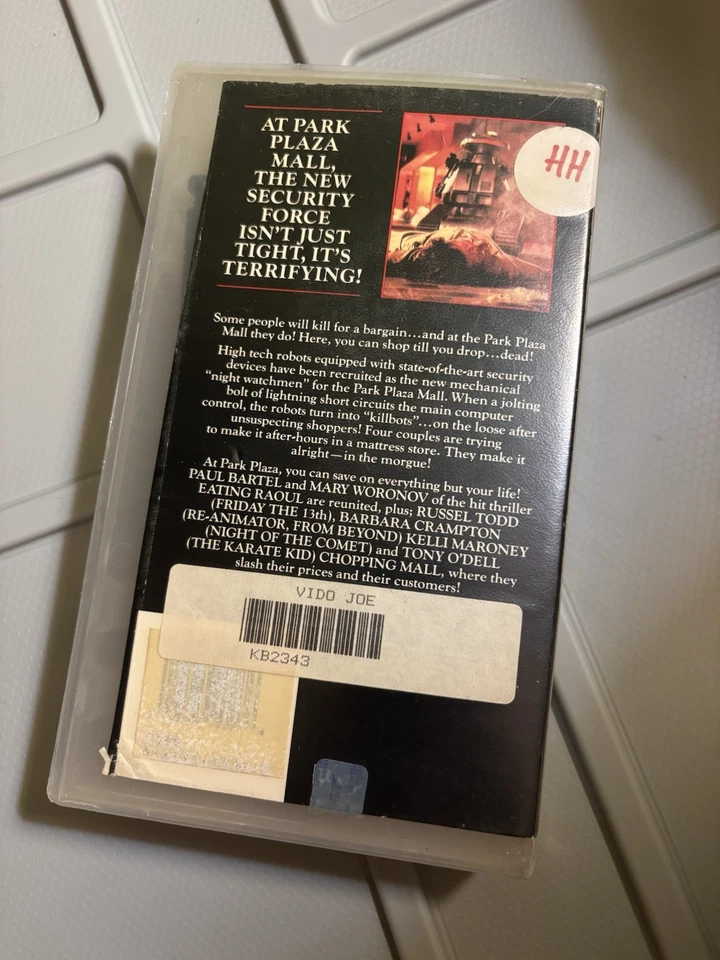 AT PARK
PLAZA
MALL,
THE NEW
SECURITY
FORCE
ISN'T JUST
TIGHT, IT'S
TERRIFYING!
HH
Some people will kill for a bargain...and at the Park Plaza
Mall they do! Here, you can shop till you drop...dead!
High tech robots equipped with state-of-the-art security
devices have been recruited as the new mechanical
"night watchmen" for the Park Plaza Mall. When a jolting
bolt of lightning short circuits the main computer
control, the robots turn into "killbots"...on the loose after
unsuspecting shoppers! Four couples are trying
to make it after-hours in a mattress store. They make it
alright—in the morgue!
At Park Plaza, you can save on everything but your life!
PAUL BARTEL and MARY WORONOV of the hit thriller
EATING RAOUL are reunited, plus; RUSSEL TODD
(FRIDAY THE 13th), BARBARA CRAMPTON
(RE-ANIMATOR, FROM BEYOND) KELLI MARONEY
(NIGHT OF THE COMET) and TONY O'DELL
(THE KARATE KID) CHOPPING MALL, where they
slash their prices and their customers!
VIDO JOE
KB2343